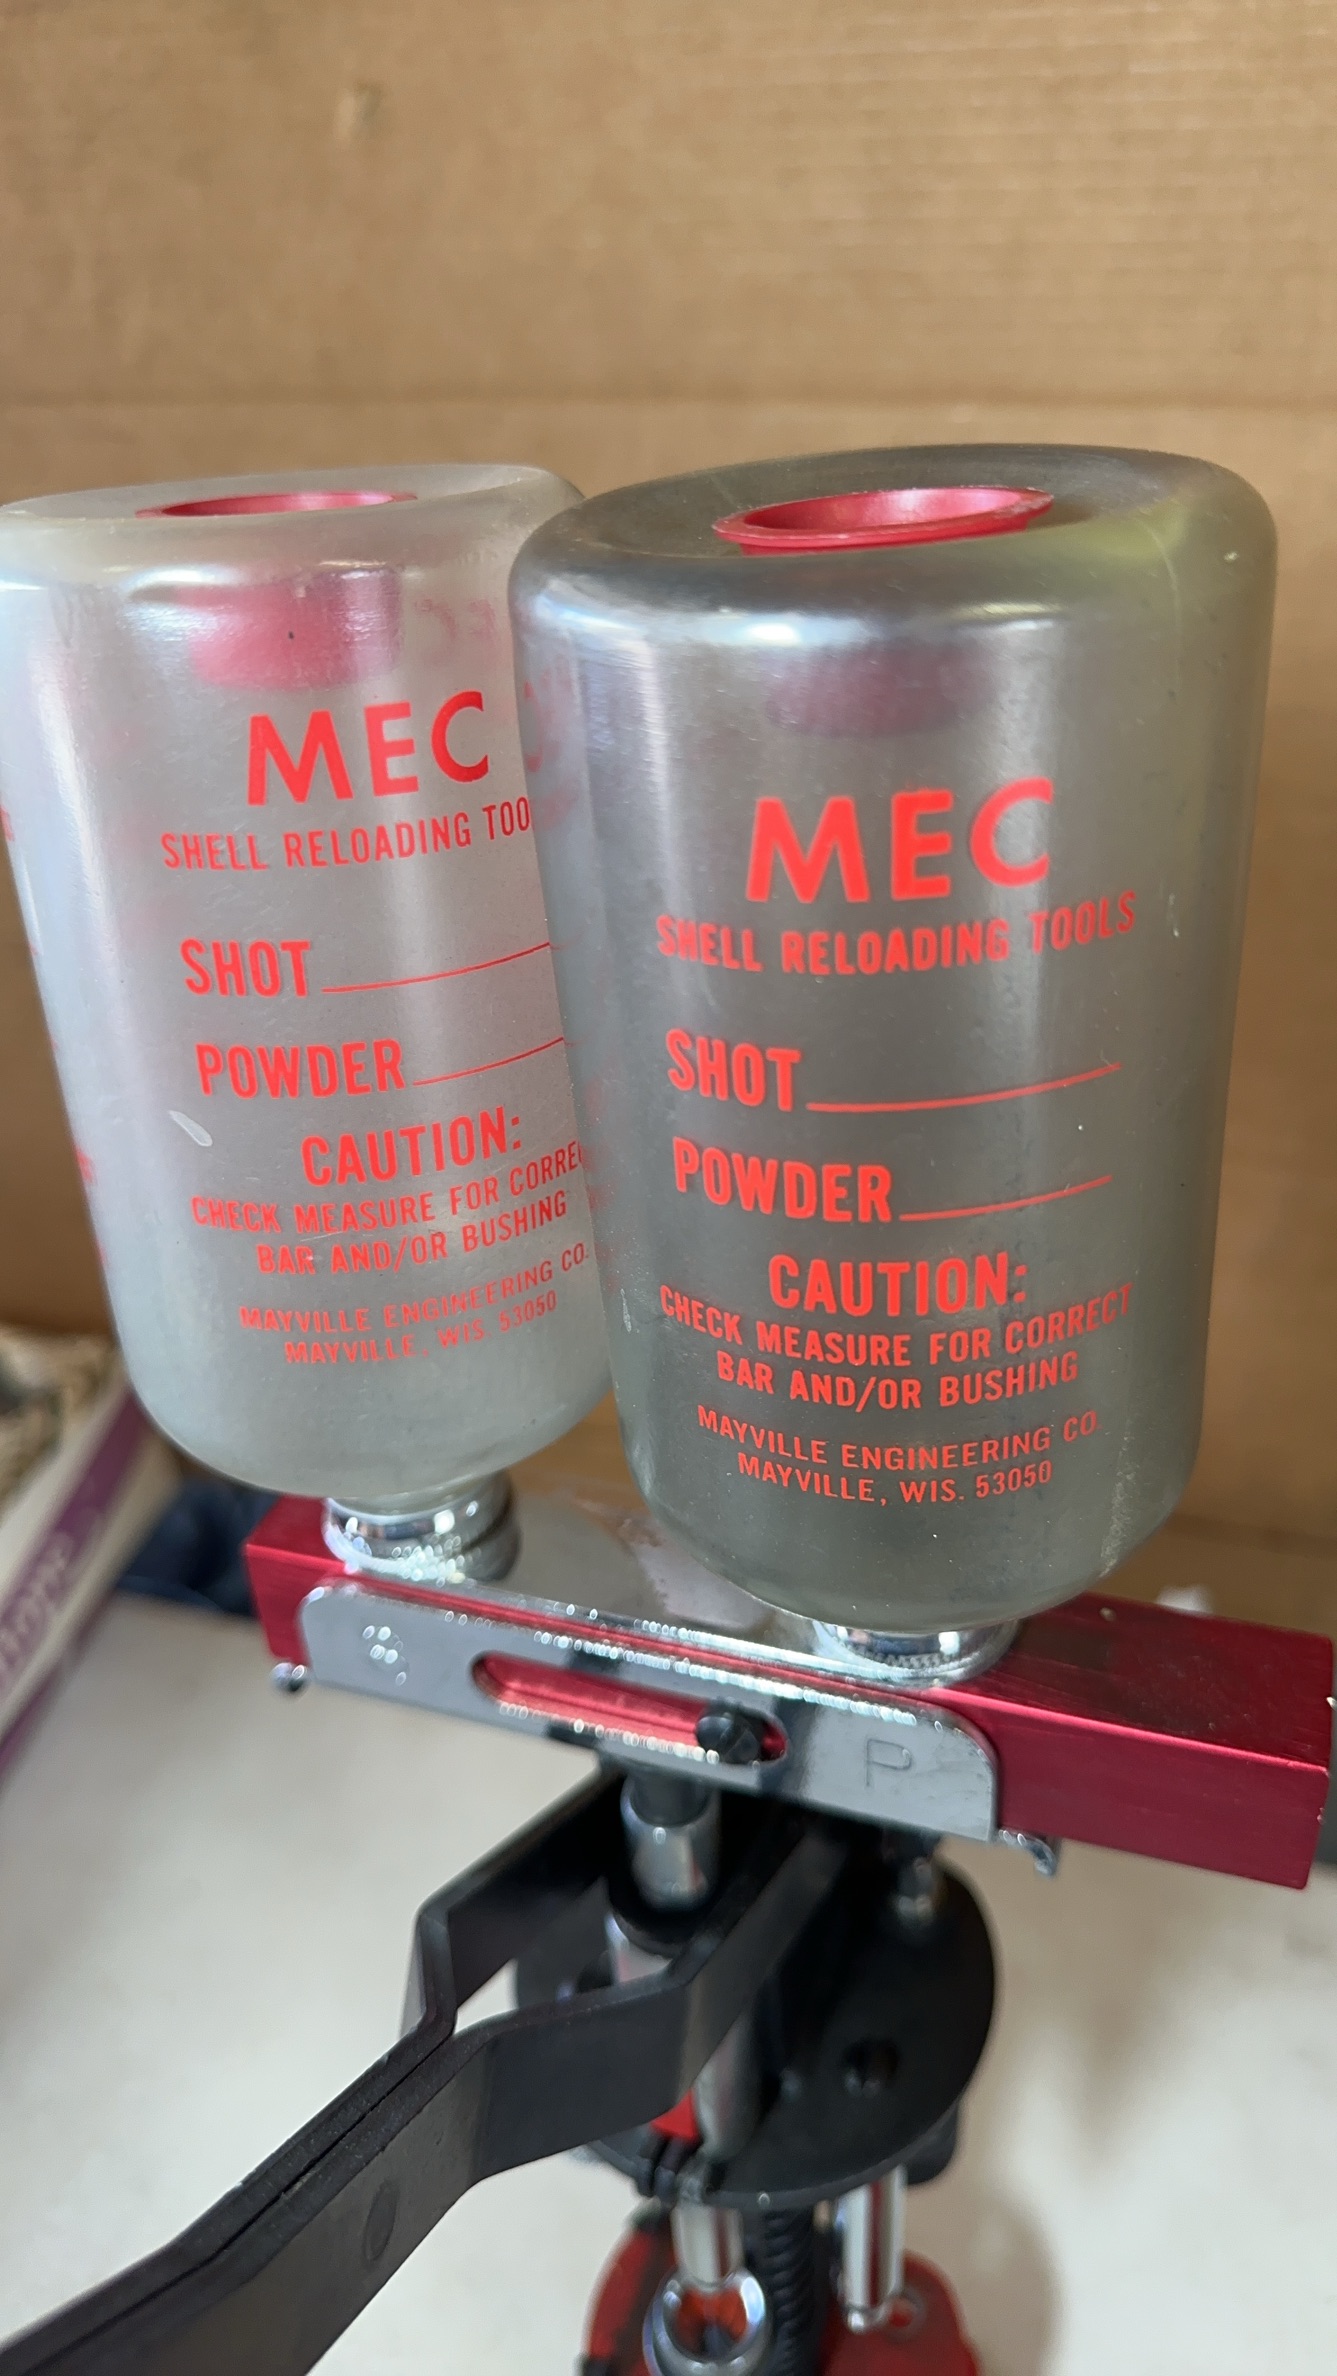 MEC
SHELL RELOADING TOO
SHOT
POWDER
CAUTION:
CHECK MEASURE FOR CORREC
BAR AND/OR BUSHING
MAYVILLE ENGINEERING CO.
MAYVILLE, WIS. 53050
MEC
SHELL RELOADING TOOLS
SHOT
POWDER
CAUTION:
CHECK MEASURE FOR CORRECT
BAR AND/OR BUSHING
MAYVILLE ENGINEERING CO.
MAYVILLE, WIS. 53050
P